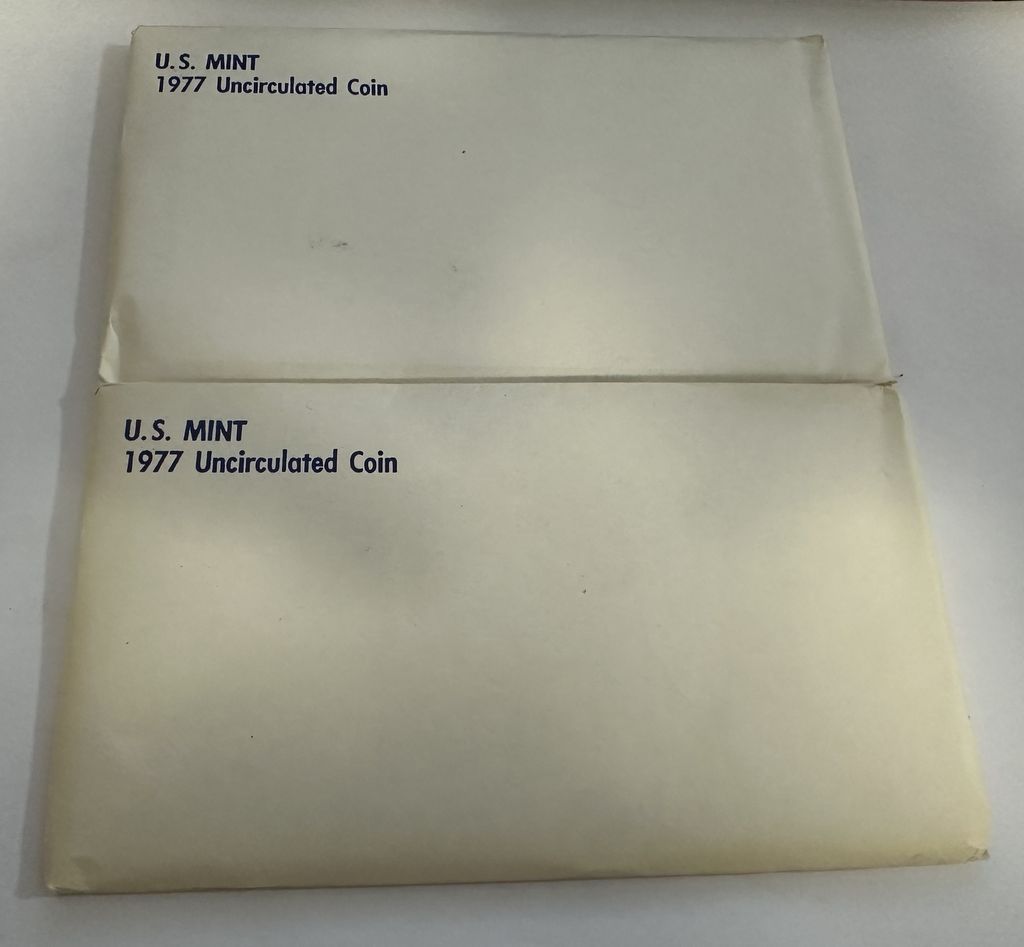 U.S. MINT
1977 Uncirculated Coin
U.S. MINT
1977 Uncirculated Coin